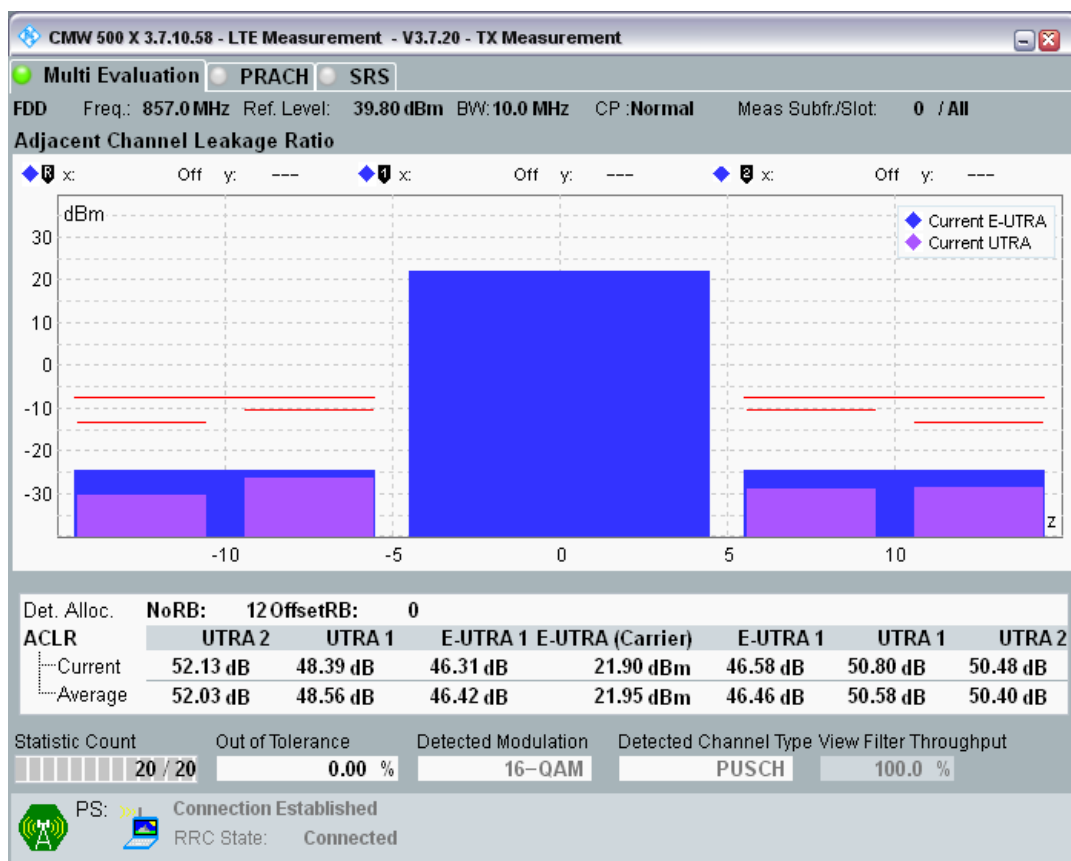 CMW 500 X 3.7.10.58 - LTE Measurement - V3.7.20 - TX Measurement
Multi Evaluation PRACH SRS
FDD Freq.: 857.0 MHz Ref. Level: 39.80 dBm BW: 10.0 MHz CP :Normal Meas Subfr./Slot: 0 / All
Adjacent Channel Leakage Ratio
R x: Off y: --- 1 x: Off y: --- 2 x: Off y: ---
dBm
Current E-UTRA
Current UTRA
30
20
10
0
-10
-20
-30
z
-10 -5 0 5 10
Det. Alloc. NoRB: 12 OffsetRB: 0
ACLR UTRA 2 UTRA 1 E-UTRA 1 E-UTRA (Carrier) E-UTRA 1 UTRA 1 UTRA 2
Current 52.13 dB 48.39 dB 46.31 dB 21.90 dBm 46.58 dB 50.80 dB 50.48 dB
Average 52.03 dB 48.56 dB 46.42 dB 21.95 dBm 46.46 dB 50.58 dB 50.40 dB
Statistic Count Out of Tolerance Detected Modulation Detected Channel Type View Filter Throughput
20 / 20 0.00 % 16-QAM PUSCH 100.0 %
PS: Connection Established
RRC State: Connected